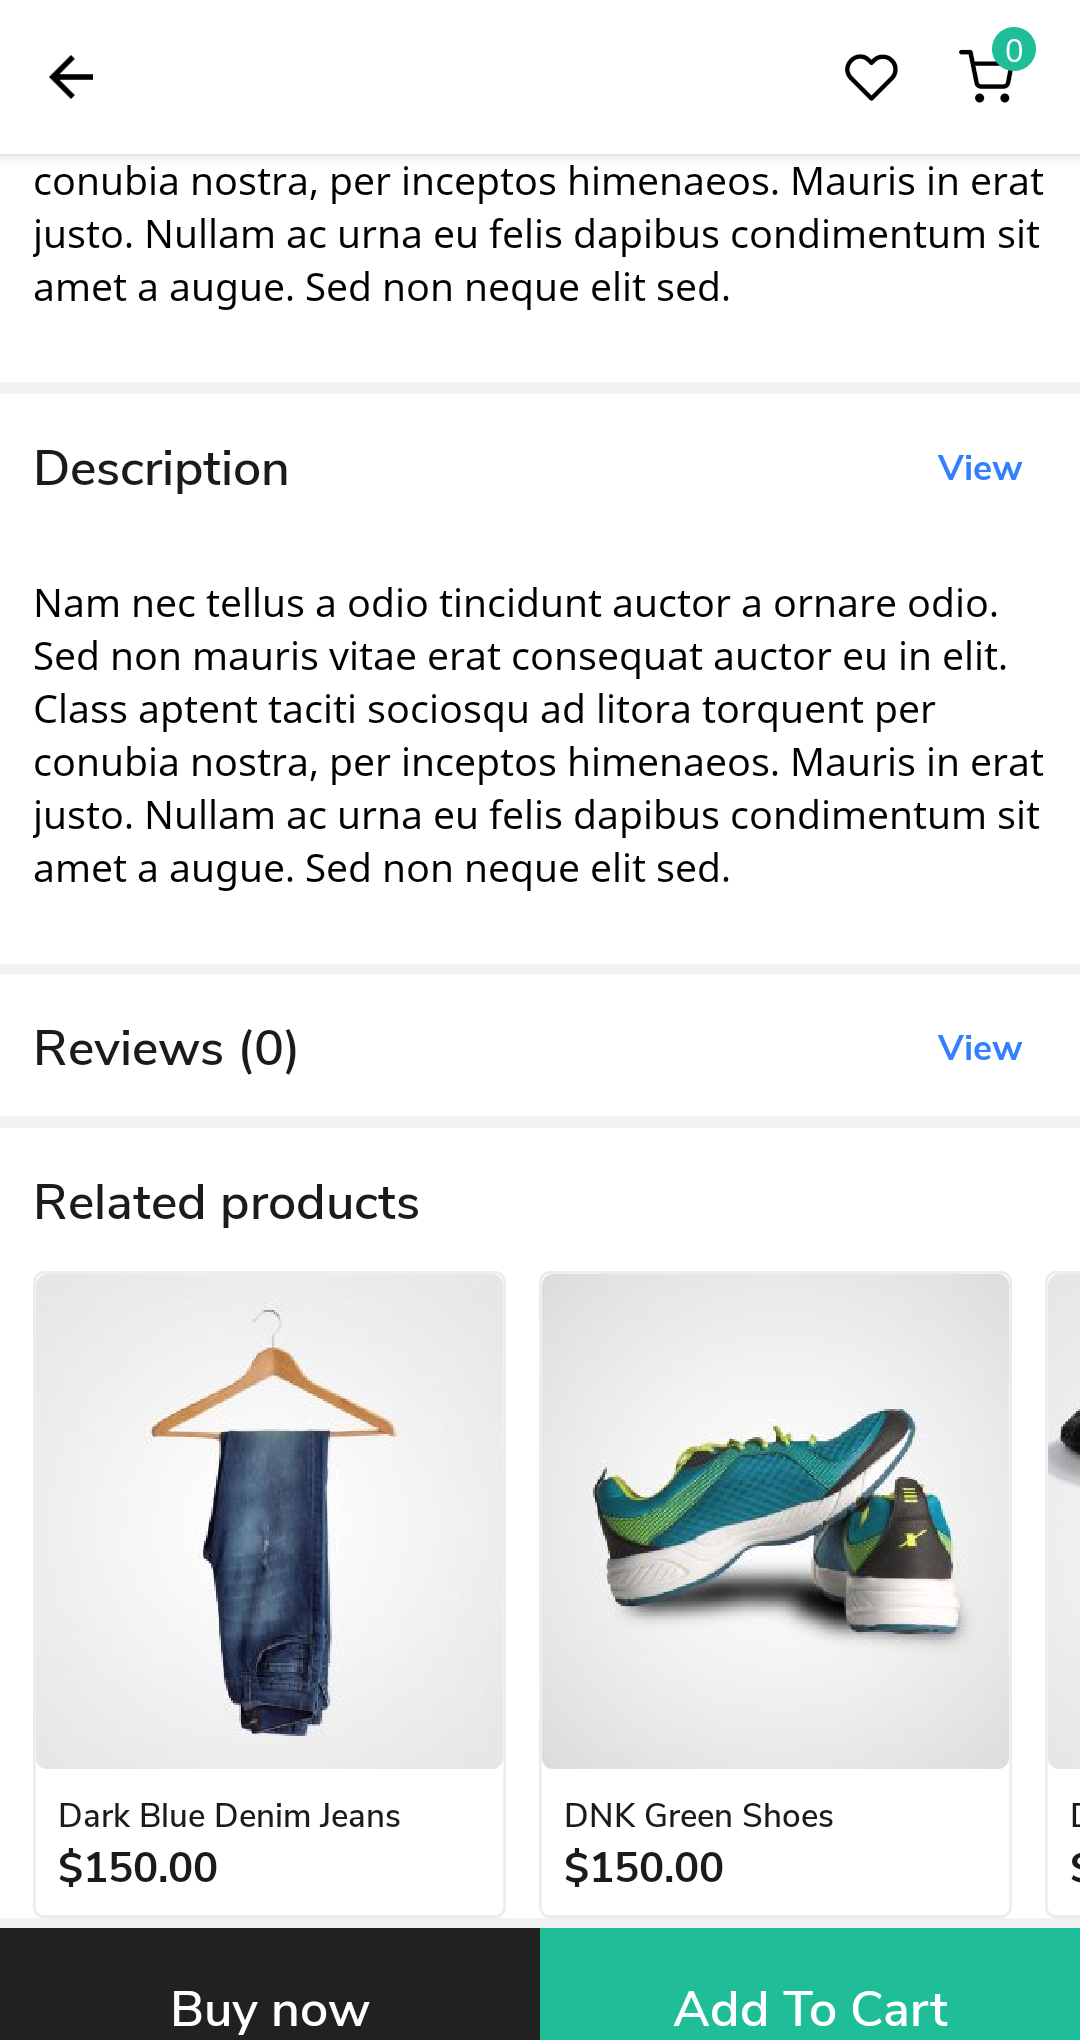 0
conubia nostra, per inceptos himenaeos. Mauris in erat
justo. Nullam ac urna eu felis dapibus condimentum sit
amet a augue. Sed non neque elit sed.
Description
View
Nam nec tellus a odio tincidunt auctor a ornare odio.
Sed non mauris vitae erat consequat auctor eu in elit.
Class aptent taciti sociosqu ad litora torquent per
conubia nostra, per inceptos himenaeos. Mauris in erat
justo. Nullam ac urna eu felis dapibus condimentum sit
amet a augue. Sed non neque elit sed.
Reviews (0)
View
Related products
Dark Blue Denim Jeans
$150.00
DNK Green Shoes
$150.00
Buy now
Add To Cart